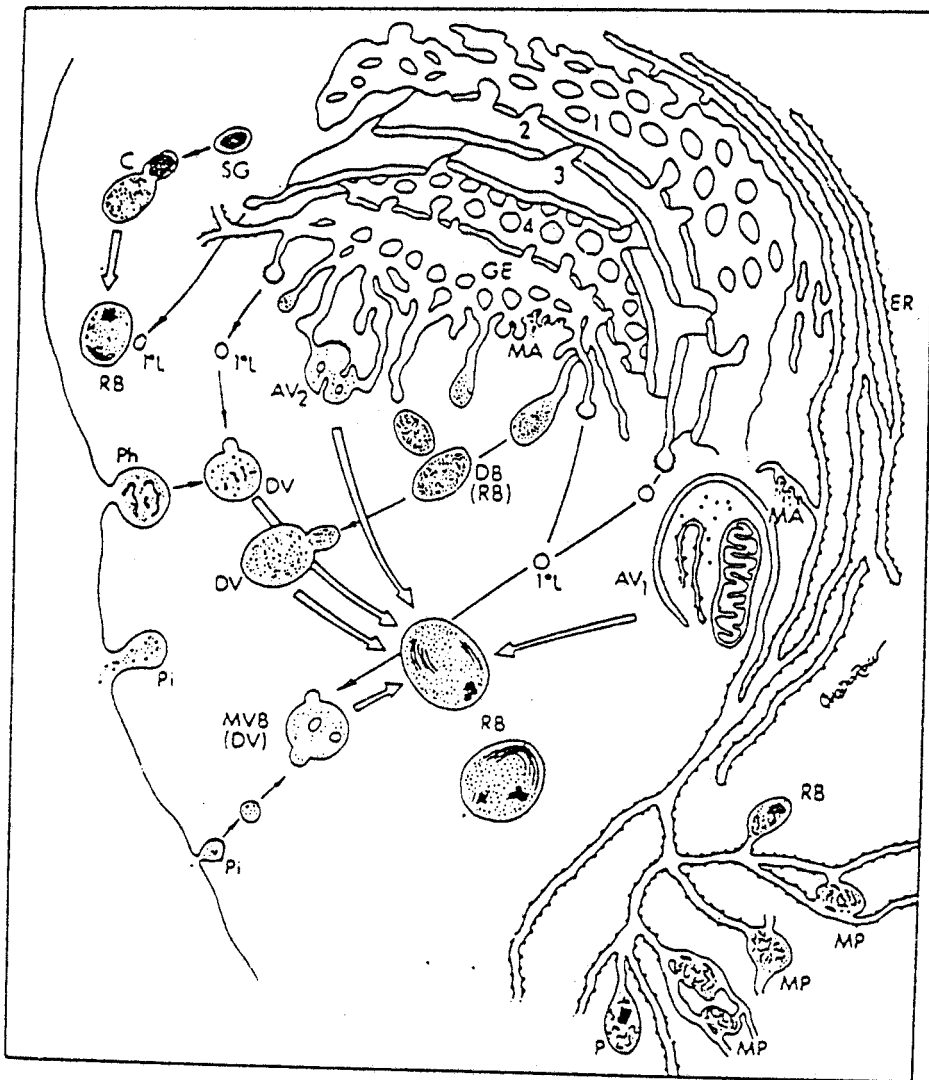 1
2
3
4
C
SG
GE
ER
RB
1°L
1°L
AV2
MA
Ph
DV
DB
(RB)
MA
DV
1°L
AV1
Pi
MVB
(DV)
RB
Pi
RB
MP
MP
P
MP